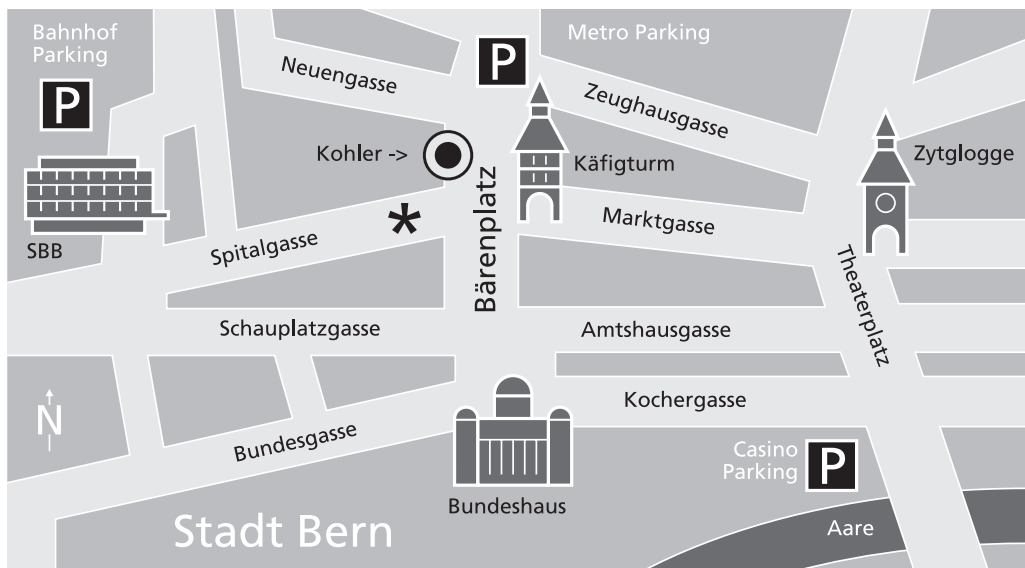 Bahnhof
Parking
P
Neuengasse
P
Metro Parking
Zeughausgasse
Kohler ->
Käfigturm
Zytglogge
SBB
Spitalgasse
*
Bärenplatz
Marktgasse
Theaterplatz
Schauplatzgasse
Amtshausgasse
N
Bundesgasse
Kochergasse
Casino
Parking
P
Bundeshaus
Stadt Bern
Aare